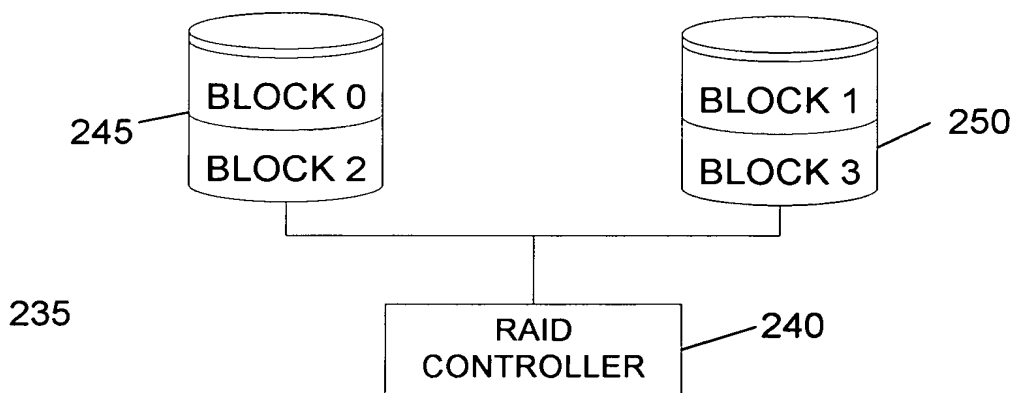 BLOCK 0
BLOCK 1
245
250
BLOCK 2
BLOCK 3
235
RAID
CONTROLLER
240